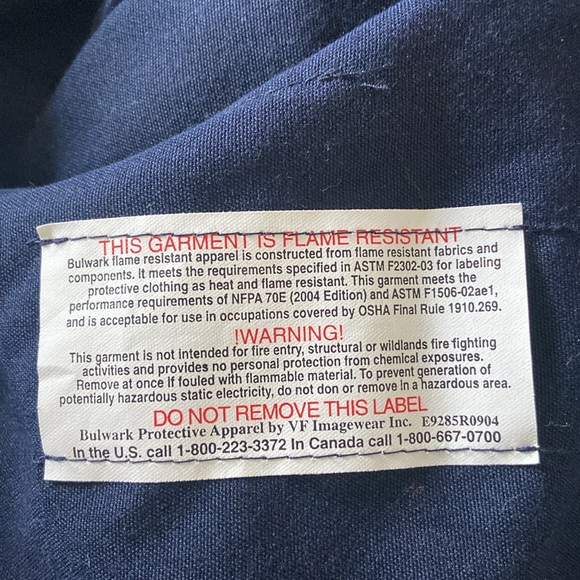 THIS GARMENT IS FLAME RESISTANT
Bulwark flame resistant apparel is constructed from flame resistant fabrics and
components. It meets the requirements specified in ASTM F2302-03 for labeling
protective clothing as heat and flame resistant. This garment meets the
performance requirements of NFPA 70E (2004 Edition) and ASTM F1506-02ae1,
and is acceptable for use in occupations covered by OSHA Final Rule 1910.269.
!WARNING!
This garment is not intended for fire entry, structural or wildlands fire fighting
activities and provides no personal protection from chemical exposures.
Remove at once if fouled with flammable material. To prevent generation of
potentially hazardous static electricity, do not don or remove in a hazardous area.
DO NOT REMOVE THIS LABEL
Bulwark Protective Apparel by VF Imagewear Inc. E9285R0904
In the U.S. call 1-800-223-3372 In Canada call 1-800-667-0700